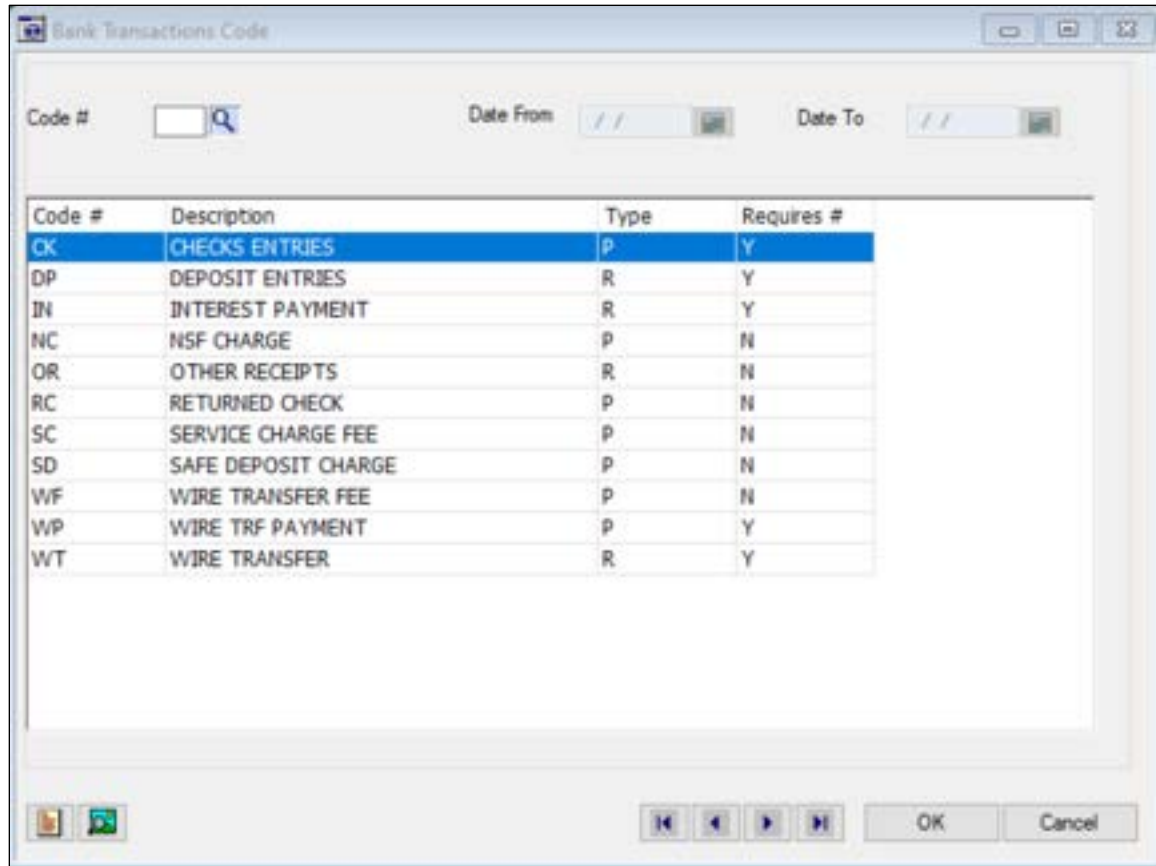 Bank Transactions Code
Code # Date From / / Date To / /
Code # Description Type Requires #
CK CHECKS ENTRIES P Y
DP DEPOSIT ENTRIES R Y
IN INTEREST PAYMENT R Y
NC NSF CHARGE P N
OR OTHER RECEIPTS R N
RC RETURNED CHECK P N
SC SERVICE CHARGE FEE P N
SD SAFE DEPOSIT CHARGE P N
WF WIRE TRANSFER FEE P N
WP WIRE TRF PAYMENT P Y
WT WIRE TRANSFER R Y
OK Cancel